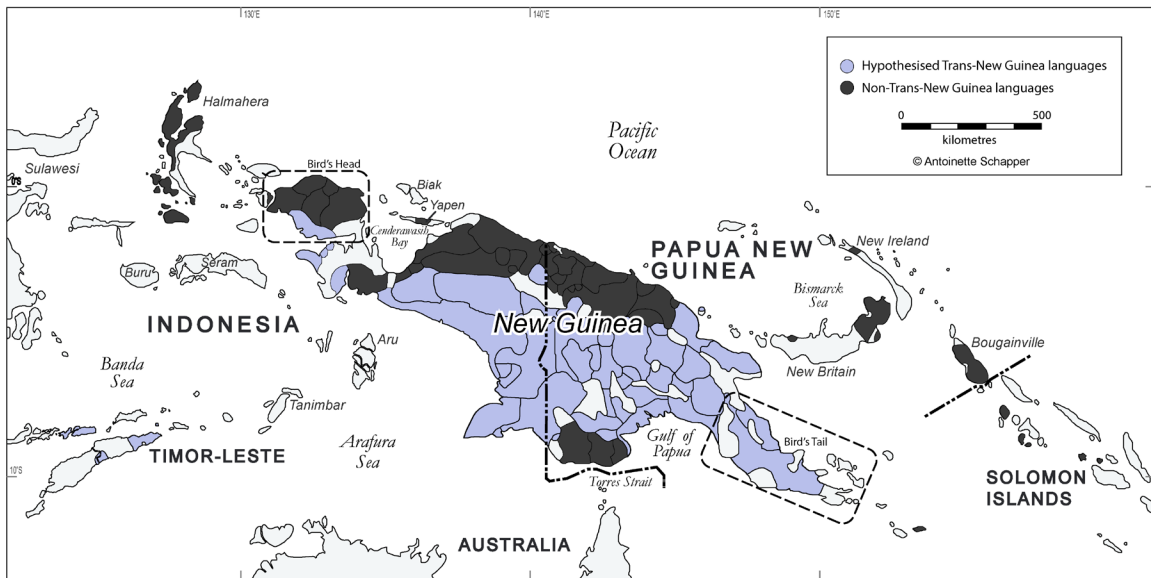 130°E
140°E
150°E
Hypothesised Trans-New Guinea languages
Non-Trans-New Guinea languages
0 500
kilometres
© Antoinette Schapper
Halmahera
Pacific
Ocean
Sulawesi
0°S
Bird's Head
Biak
Yapen
Cenderawasih
Bay
PAPUA NEW
GUINEA
New Ireland
Buru
Seram
Bismarck
Sea
INDONESIA
New Guinea
Aru
Bougainville
New Britain
Banda
Sea
Tanimbar
Arafura
Sea
Gulf of
Papua
Bird's Tail
TIMOR-LESTE
10°S
Torres Strait
SOLOMON
ISLANDS
AUSTRALIA